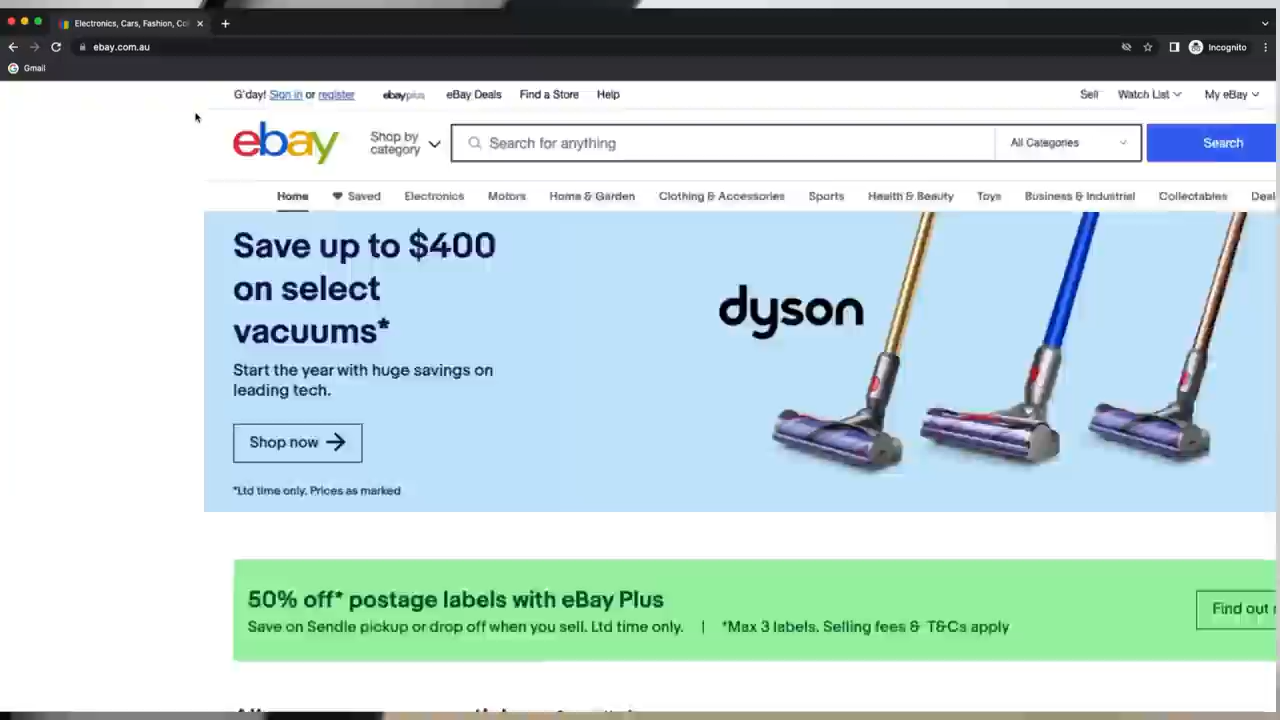 Electronics, Cars, Fashion, Co
ebay.com.au
Incognito
Gmail
G'day! Sign in or register
ebayplus
eBay Deals
Find a Store
Help
Sell
Watch List
My eBay
ebay
Shop by
category
Search for anything
All Categories
Search
Home
Saved
Electronics
Motors
Home & Garden
Clothing & Accessories
Sports
Health & Beauty
Toys
Business & Industrial
Collectables
Save up to $400
on select
vacuums*
dyson
Start the year with huge savings on
leading tech.
Shop now
*Ltd time only. Prices as marked
50% off* postage labels with eBay Plus
Save on Sendle pickup or drop off when you sell. Ltd time only. | *Max 3 labels. Selling fees & T&Cs apply
Find out